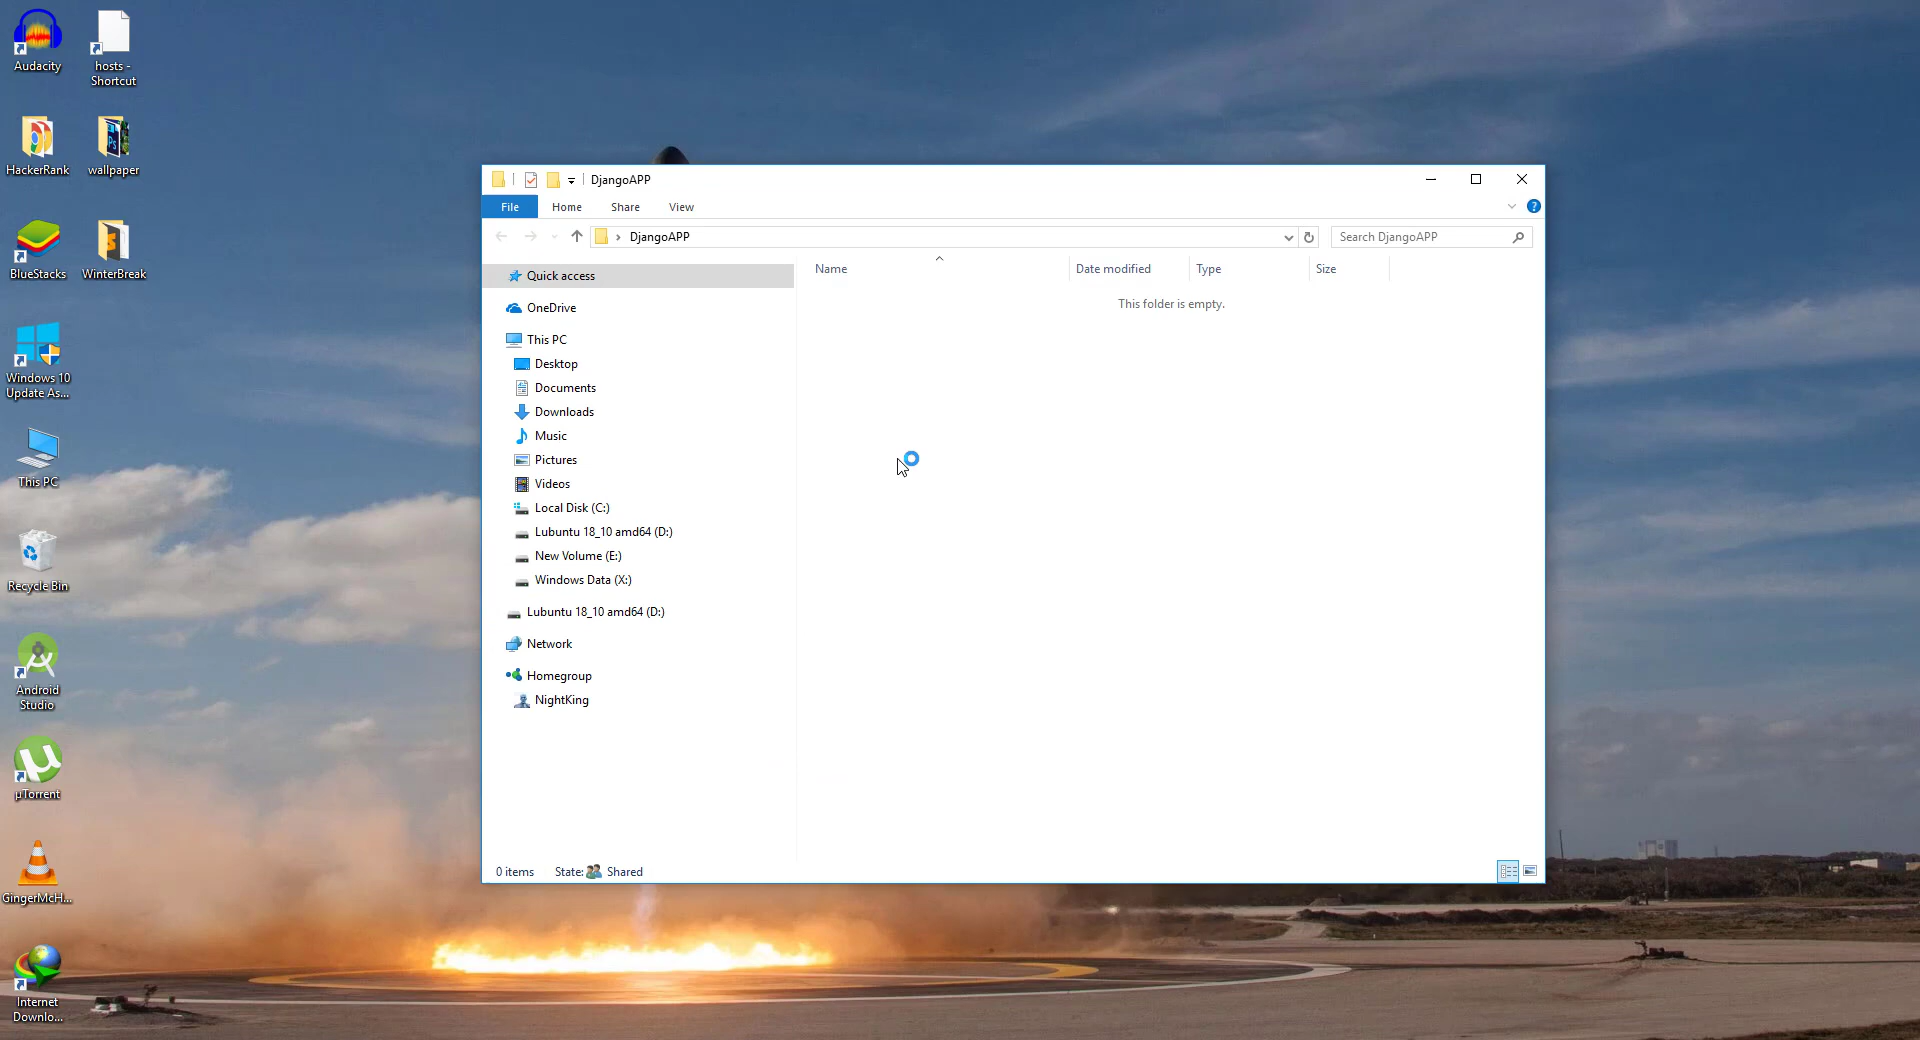 Audacity
hosts -
Shortcut
HackerRank
wallpaper
BlueStacks
WinterBreak
Windows 10
Update As...
This PC
Recycle Bin
Android
Studio
µTorrent
GingerMcH...
Internet
Downlo...
DjangoAPP
File Home Share View
DjangoAPP
Search DjangoAPP
Quick access
OneDrive
This PC
Desktop
Documents
Downloads
Music
Pictures
Videos
Local Disk (C:)
Lubuntu 18_10 amd64 (D:)
New Volume (E:)
Windows Data (X:)
Lubuntu 18_10 amd64 (D:)
Network
Homegroup
NightKing
Name Date modified Type Size
This folder is empty.
0 items State: Shared